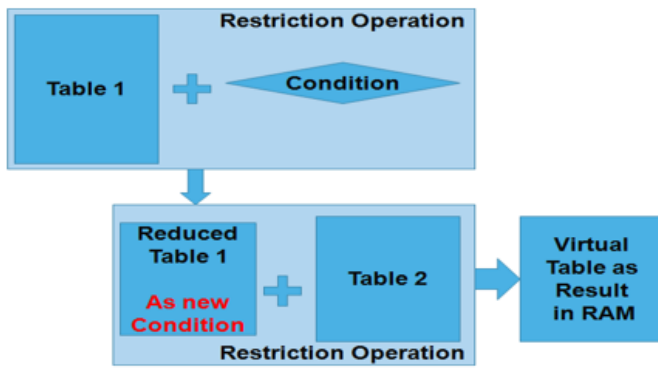 Restriction Operation
Table 1
Condition
Reduced
Table 1
As new
Condition
Table 2
Restriction Operation
Virtual
Table as
Result
in RAM